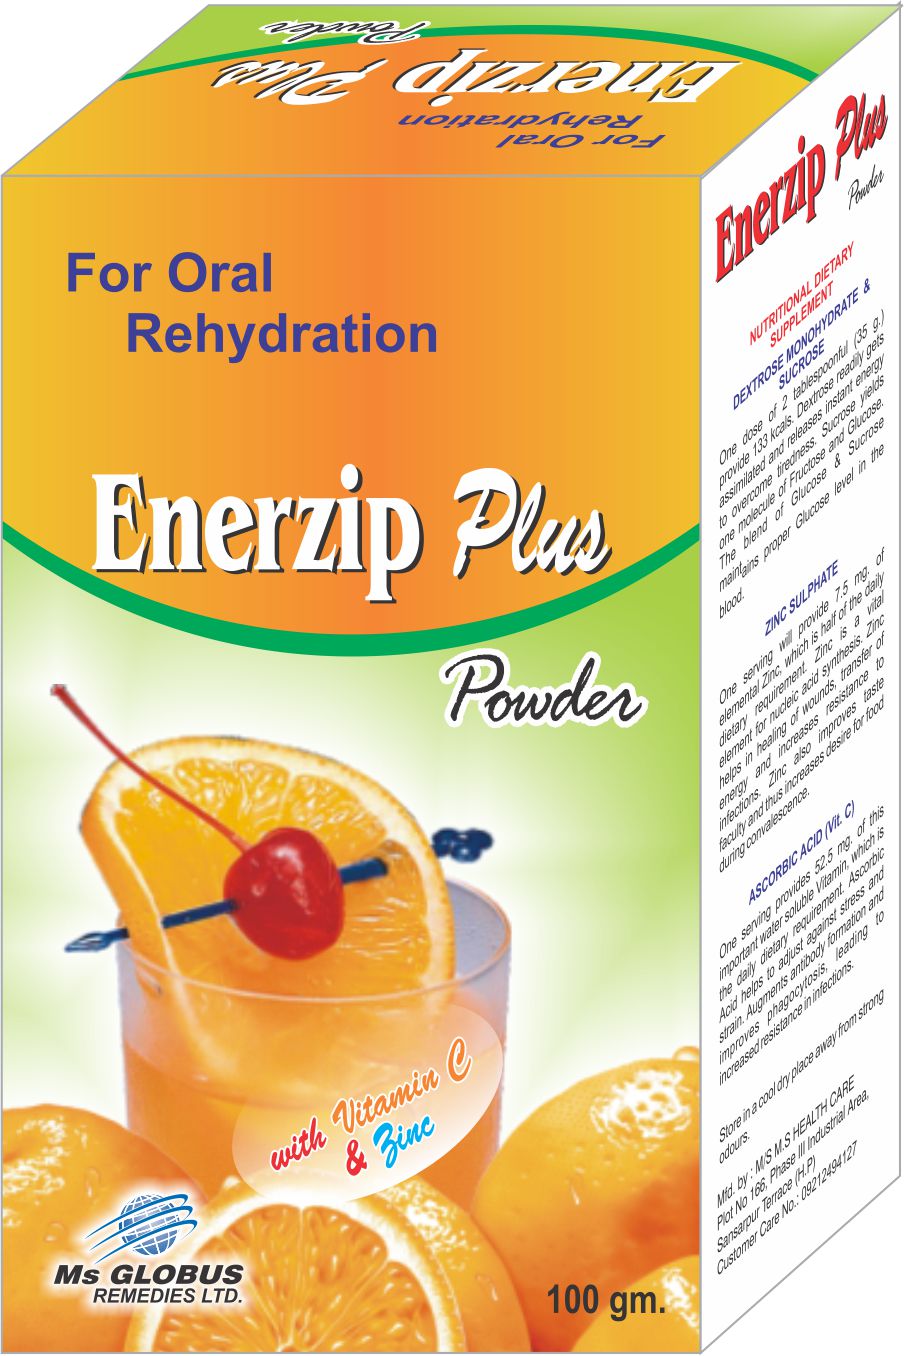 Powder
Enerzip Plus
For Oral
Rehydration
For Oral
Rehydration
Enerzip Plus
Powder
with Vitamin C
& Zinc
Ms GLOBUS
REMEDIES LTD.
100 gm.
Enerzip Plus
Powder
NUTRITIONAL DIETARY
SUPPLEMENT
DEXTROSE MONOHYDRATE &
SUCROSE
One dose of 2 tablespoonful (35 g.)
provide 133 kcals. Dextrose readily gets
assimilated and releases instant energy
to overcome tiredness. Sucrose yields
one molecule of Fructose and Glucose.
The blend of Glucose & Sucrose
maintains proper Glucose level in the
blood.
ZINC SULPHATE
One serving will provide 7.5 mg. of
elemental Zinc, which is half of the daily
dietary requirement. Zinc is a vital
element for nucleic acid synthesis. Zinc
helps in healing of wounds, transfer of
energy and increases resistance to
infections. Zinc also improves taste
faculty and thus increases desire for food
during convalescence.
ASCORBIC ACID (Vit. C)
One serving provides 52.5 mg. of this
important water soluble Vitamin, which is
the daily dietary requirement. Ascorbic
Acid helps to adjust against stress and
strain. Augments antibody formation and
improves phagocytosis, leading to
increased resistance in infections.
Store in a cool dry place away from strong
odours.
Mfd. by : M/S M.S HEALTH CARE
Plot No 166, Phase III Industrial Area,
Sansarpur Terrace (H.P)
Customer Care No.: 09212494127